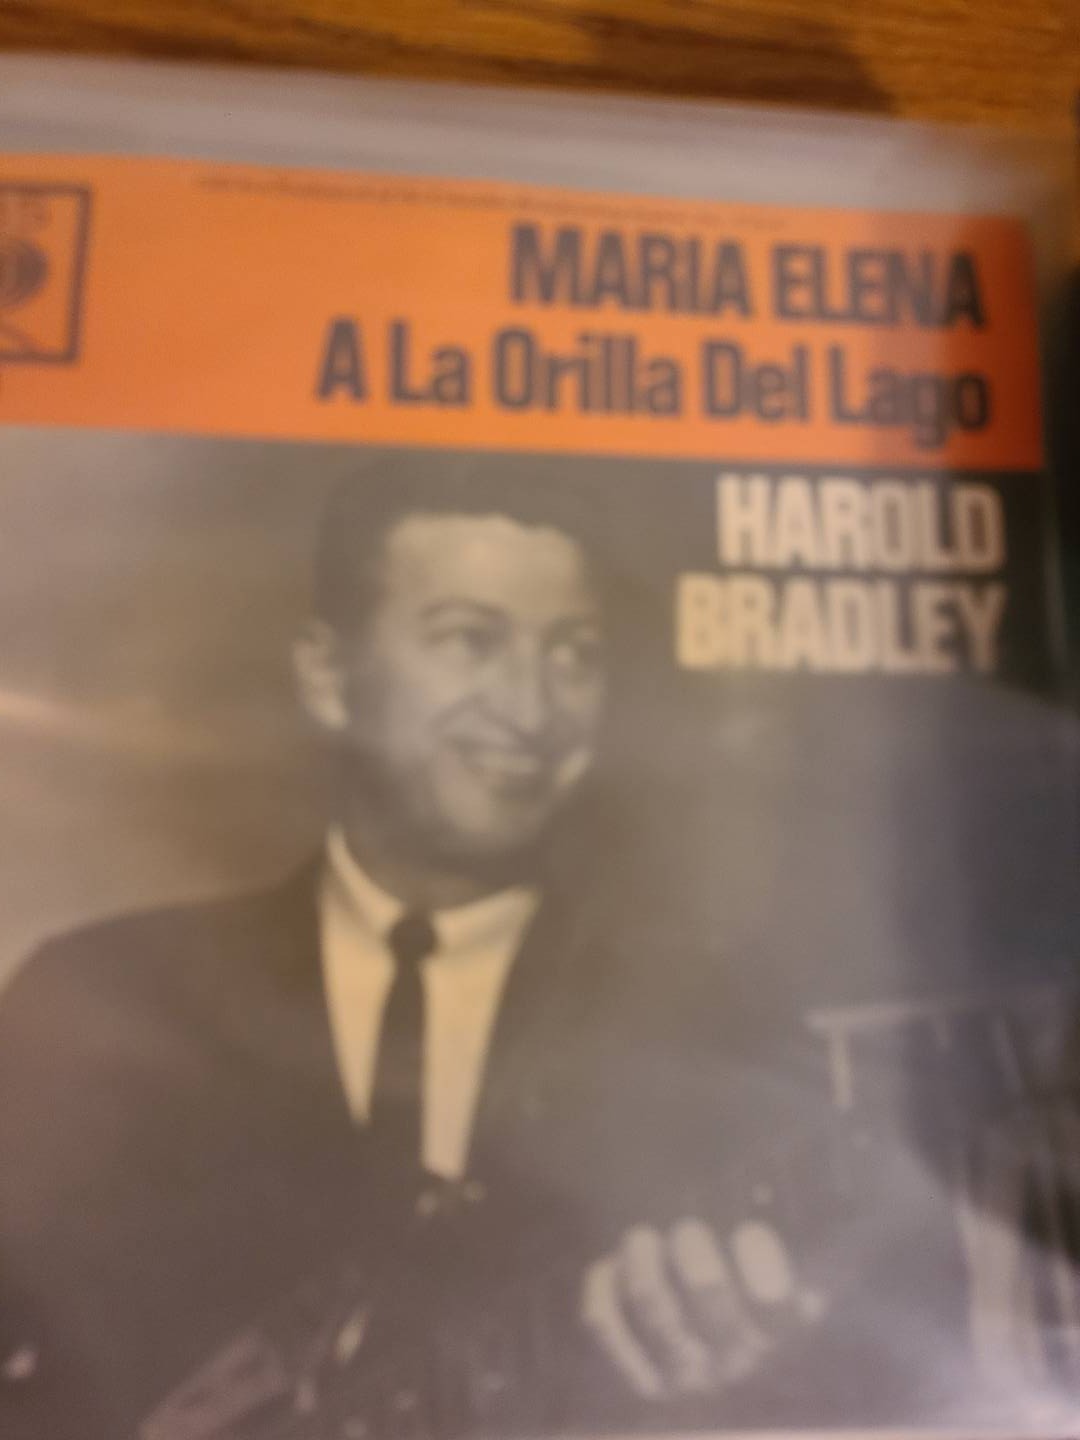 MARIA ELENA
A La Orilla Del Lago
HAROLD
BRADLEY